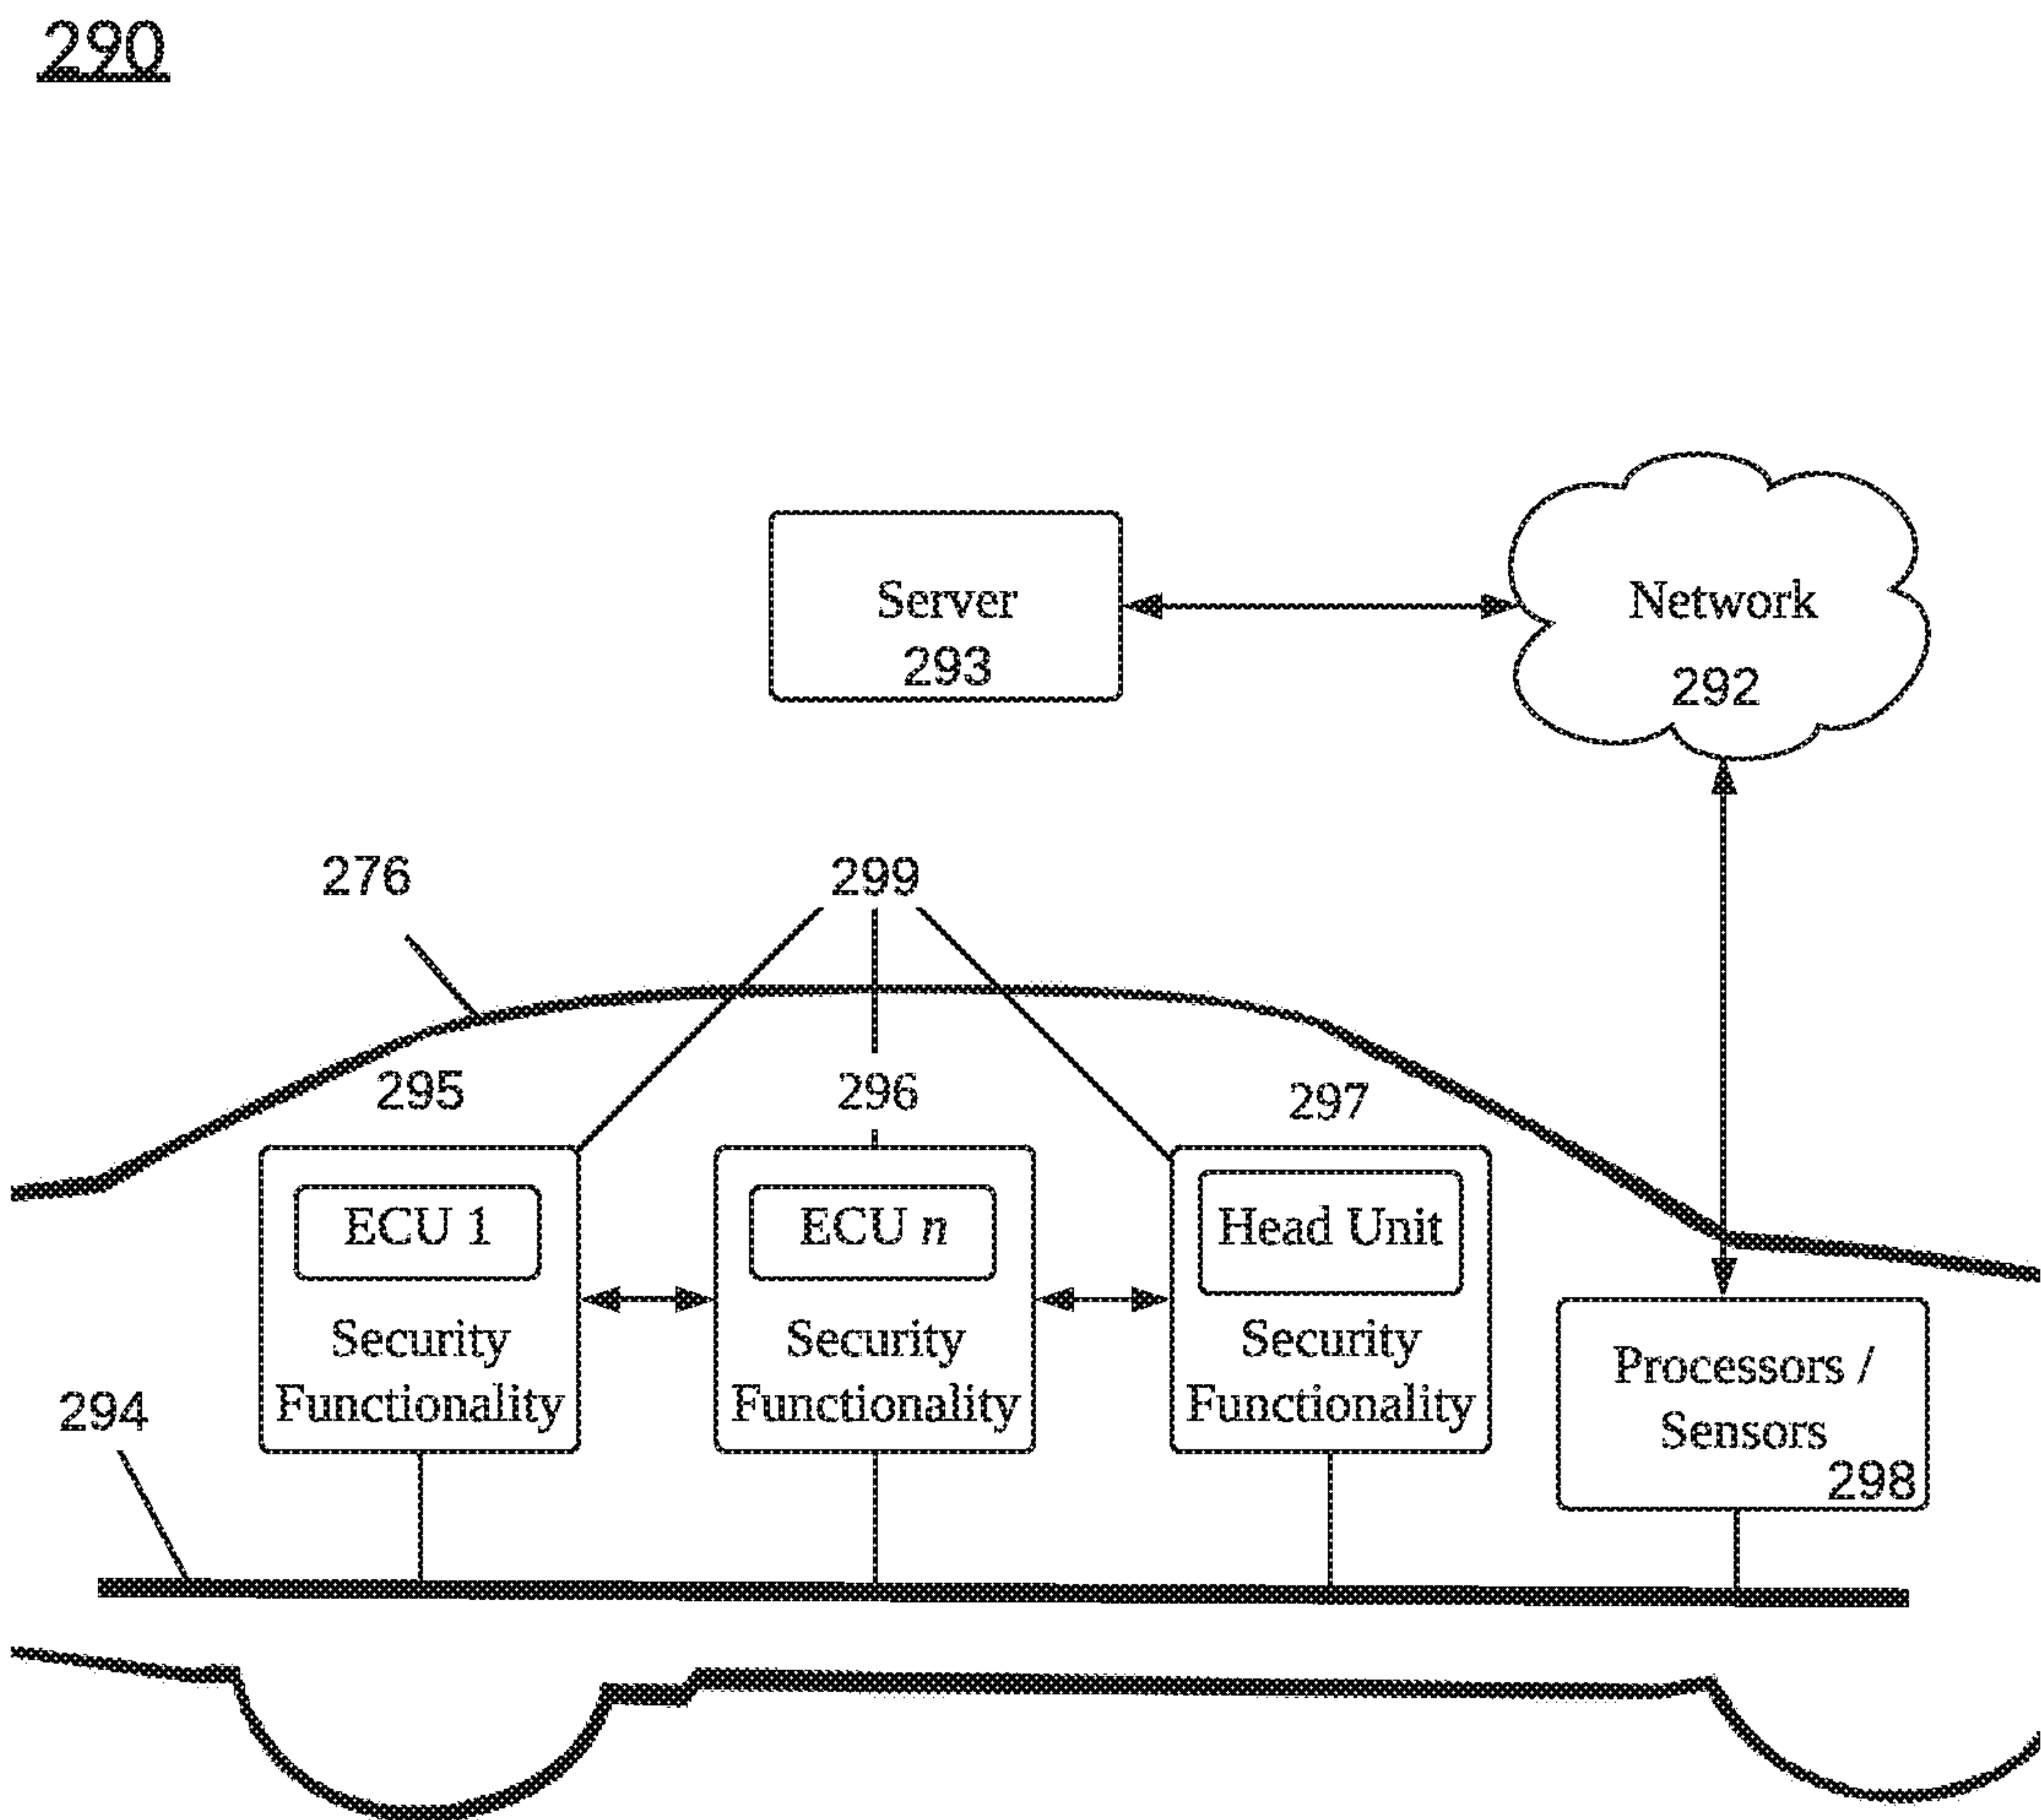 290
Server
293
Network
292
276
299
295
296
297
ECU 1
Security
Functionality
ECU n
Security
Functionality
Head Unit
Security
Functionality
Processors /
Sensors
298
294